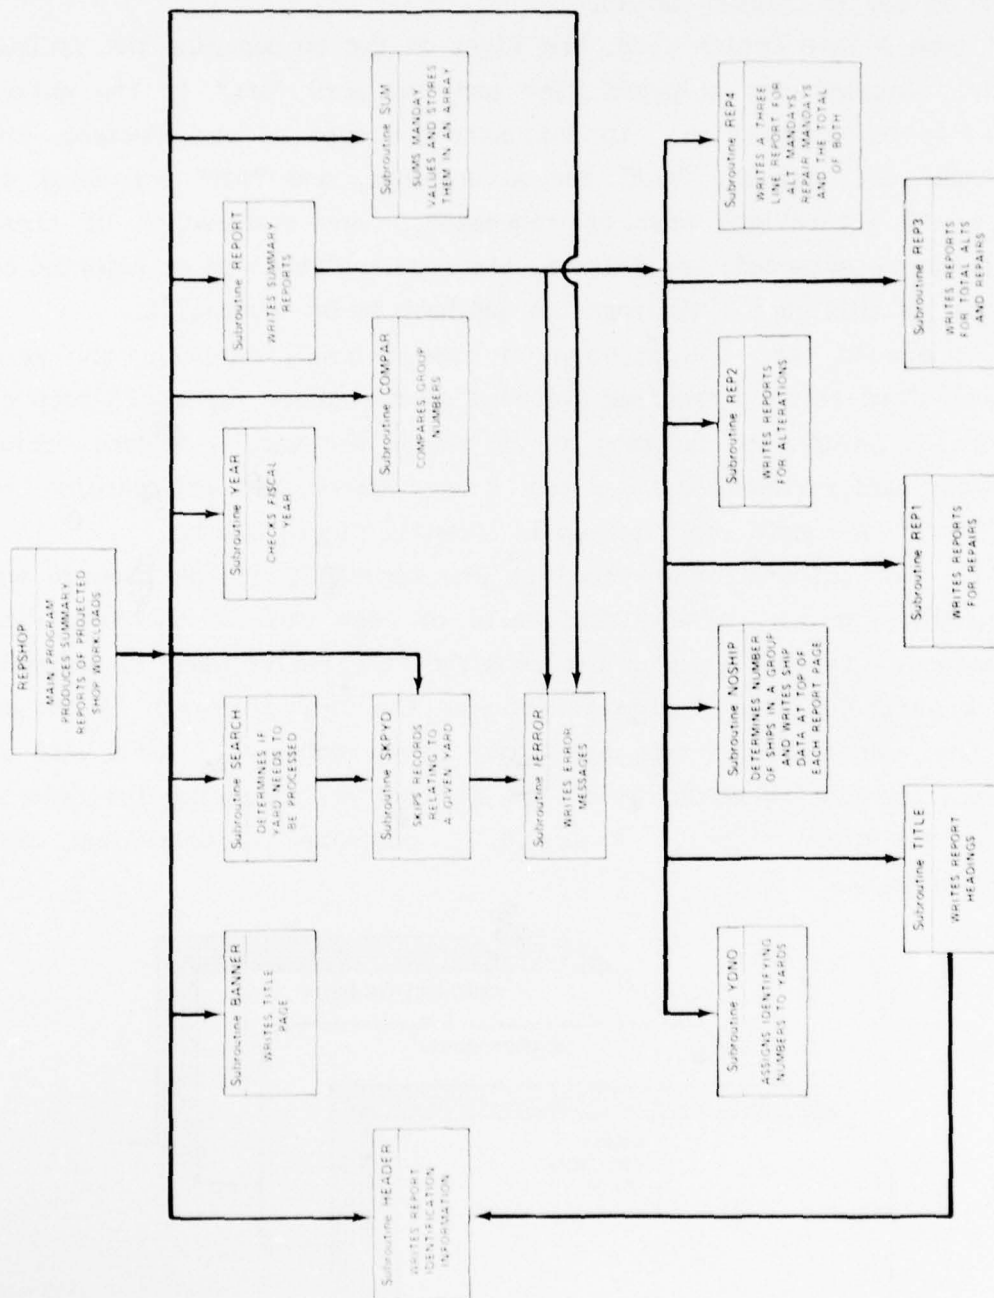 REPSHOP
MAIN PROGRAM
PRODUCES SUMMARY
REPORTS OF PROJECTED
SHOP WORKLOADS
Subroutine BANNER
WRITES TITLE
PAGE
Subroutine SEARCH
DETERMINES IF
YARD NEEDS TO
BE PROCESSED
Subroutine YEAR
CHECKS FISCAL
YEAR
Subroutine REPORT
WRITES SUMMARY
REPORTS
Subroutine HEADER
WRITES REPORT
IDENTIFICATION
INFORMATION
Subroutine SKPYD
SKIPS RECORDS
RELATING TO
A GIVEN YARD
Subroutine COMPAR
COMPARES GROUP
NUMBERS
Subroutine SUM
SUMS MANDAY
VALUES AND STORES
THEM IN AN ARRAY
Subroutine IERROR
WRITES ERROR
MESSAGES
Subroutine YDNO
ASSIGNS IDENTIFYING
NUMBERS TO YARDS
Subroutine NOSHIP
DETERMINES NUMBER
OF SHIPS IN A GROUP
AND WRITES SHIP
DATA AT TOP OF
EACH REPORT PAGE
Subroutine REP2
WRITES REPORTS
FOR ALTERATIONS
Subroutine REP4
WRITES A THREE
LINE REPORT FOR
ALT MANDAYS
REPAIR MANDAYS
AND THE TOTAL
OF BOTH
Subroutine TITLE
WRITES REPORT
HEADINGS
Subroutine REP1
WRITES REPORTS
FOR REPAIRS
Subroutine REP3
WRITES REPORTS
FOR TOTAL ALTS
AND REPAIRS